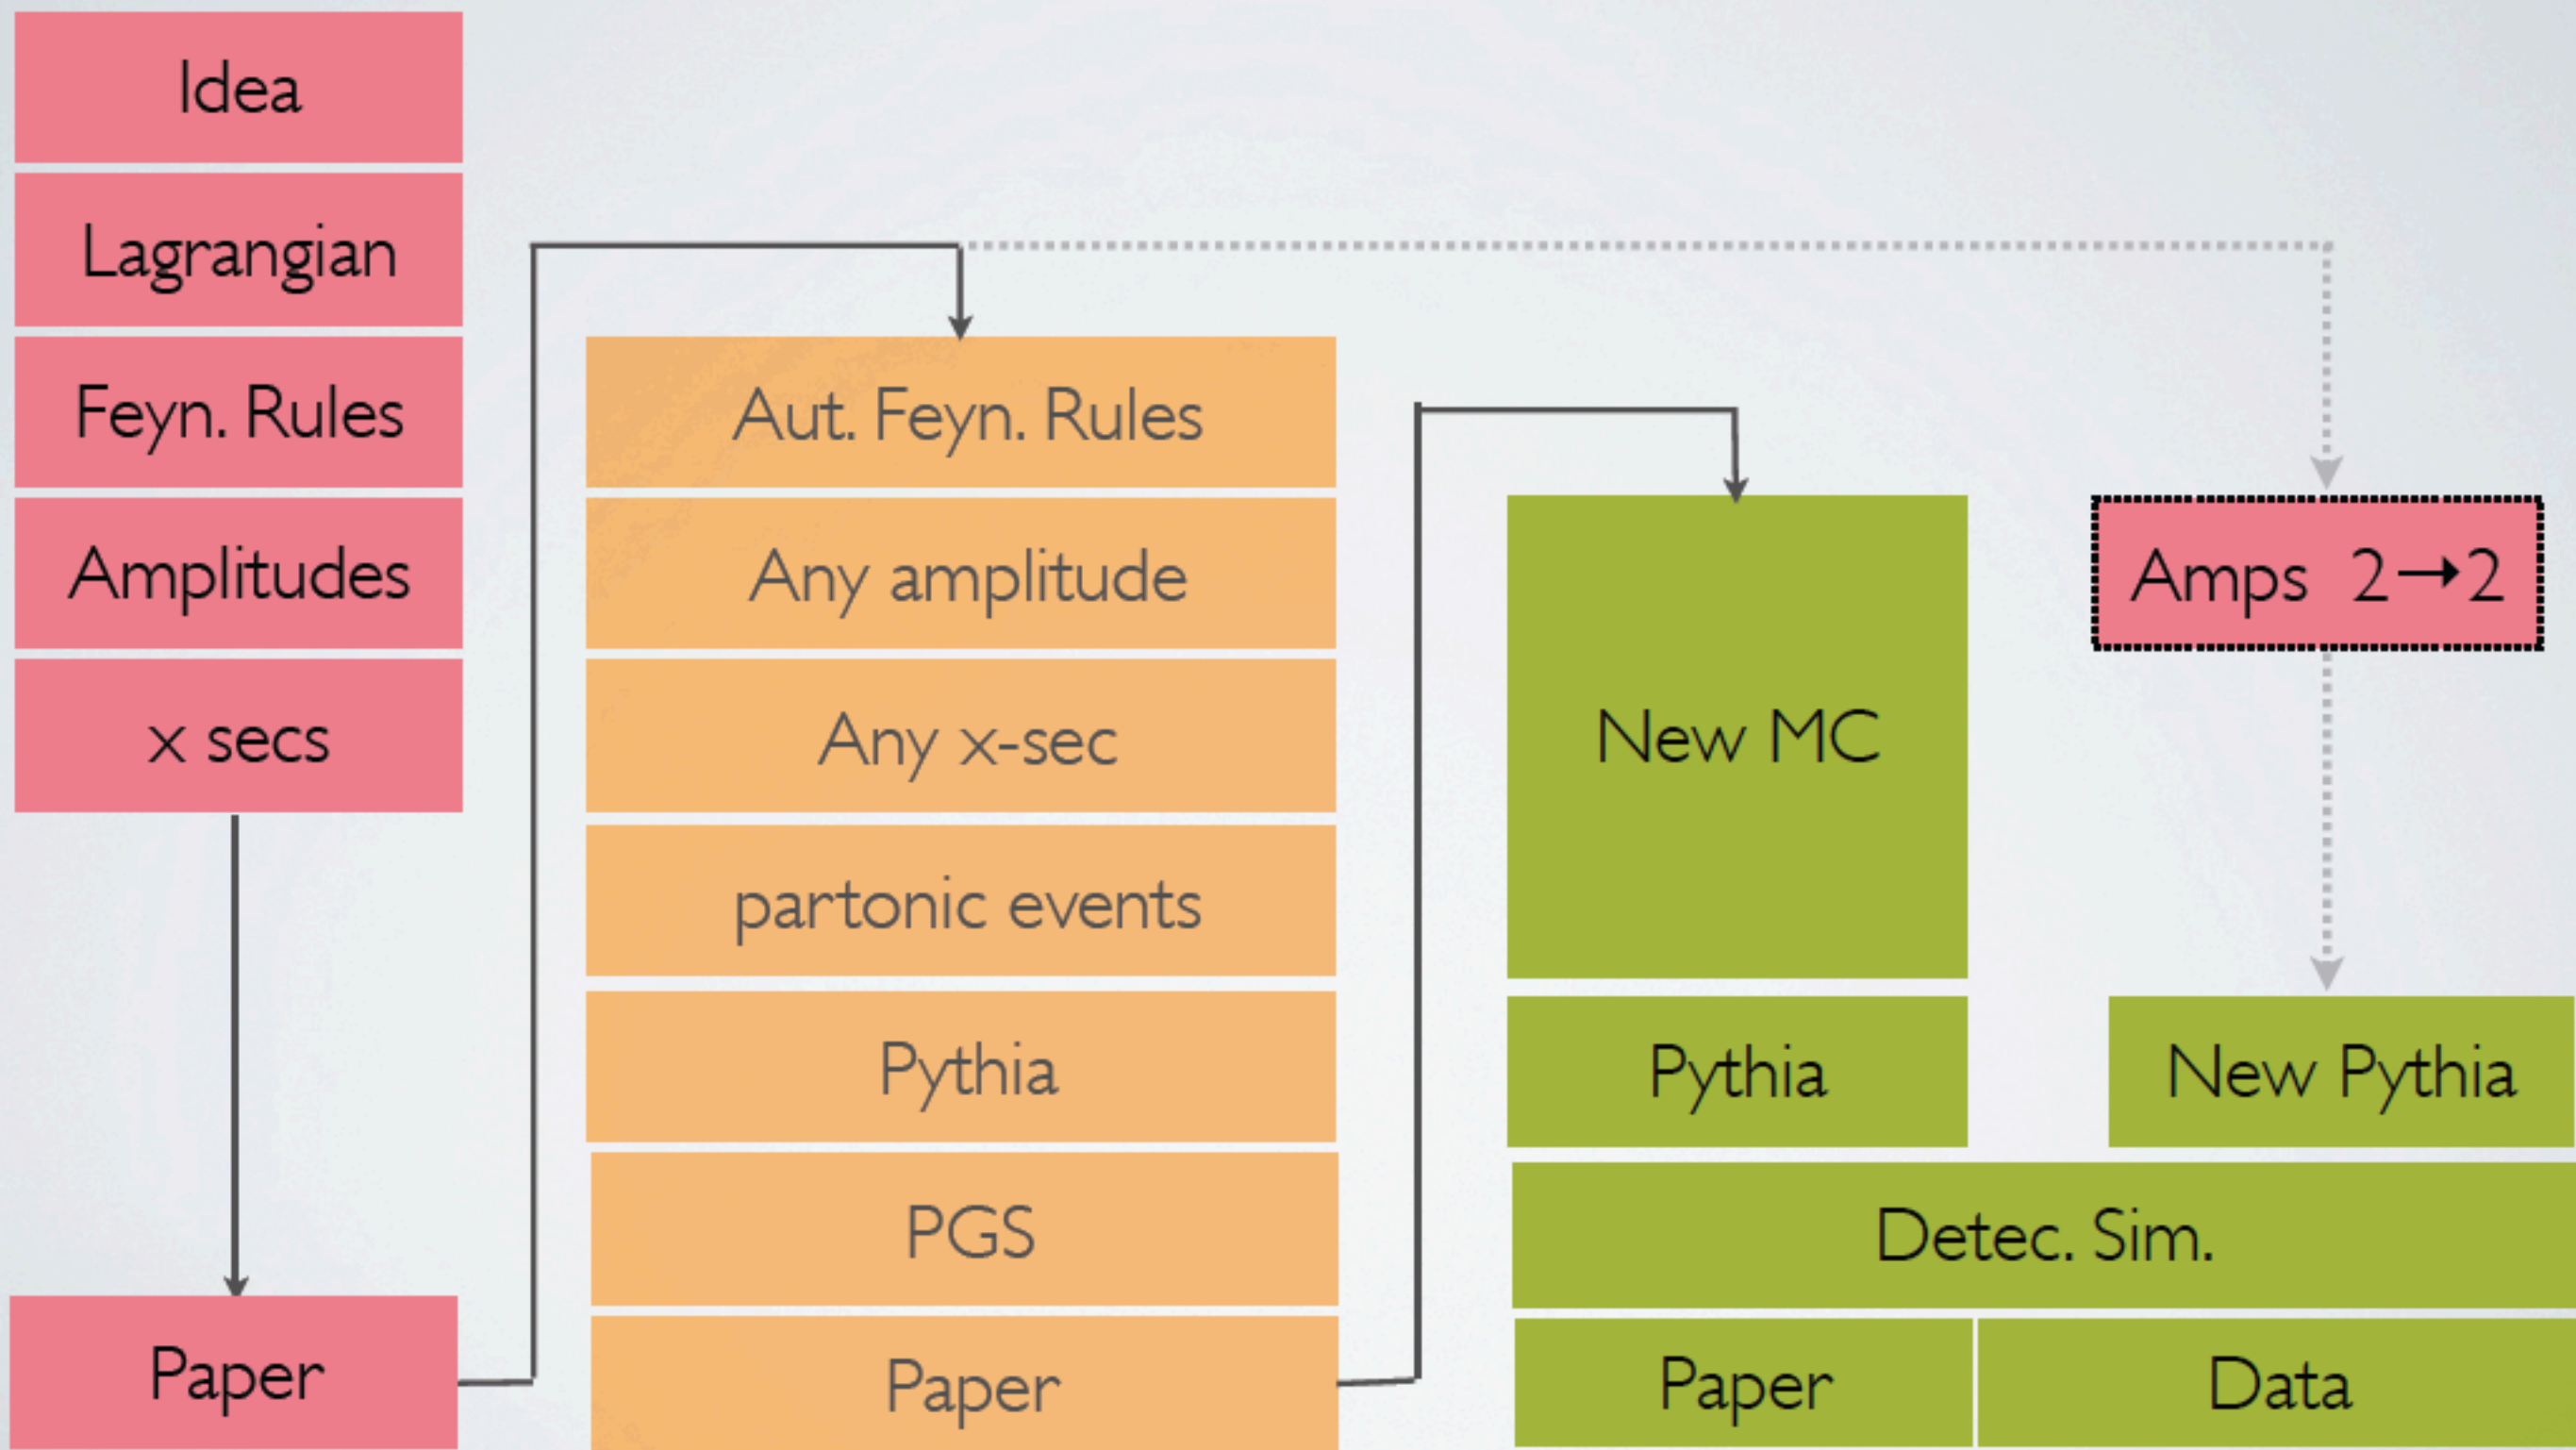 Idea
Lagrangian
Feyn. Rules
Amplitudes
x secs
Paper
Aut. Feyn. Rules
Any amplitude
Any x-sec
partonic events
Pythia
PGS
Paper
New MC
Pythia
Amps 2→2
New Pythia
Detec. Sim.
Paper
Data